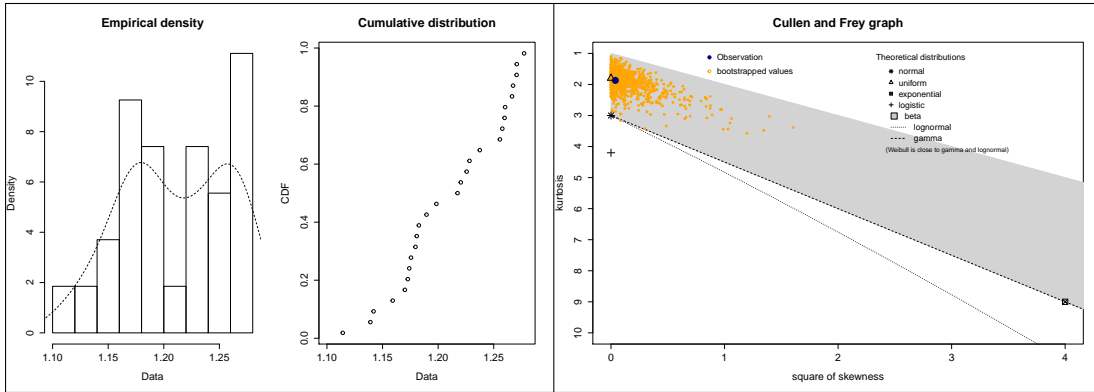 Empirical density
Density
0 2 4 6 8 10
1.10 1.15 1.20 1.25
Data
Cumulative distribution
CDF
0.0 0.2 0.4 0.6 0.8 1.0
1.10 1.15 1.20 1.25
Data
Cullen and Frey graph
kurtosis
1
2
3
4
5
6
7
8
9
10
Observation
bootstrapped values
Theoretical distributions
normal
uniform
exponential
logistic
beta
lognormal
gamma
(Weibull is close to gamma and lognormal)
0 1 2 3 4
square of skewness